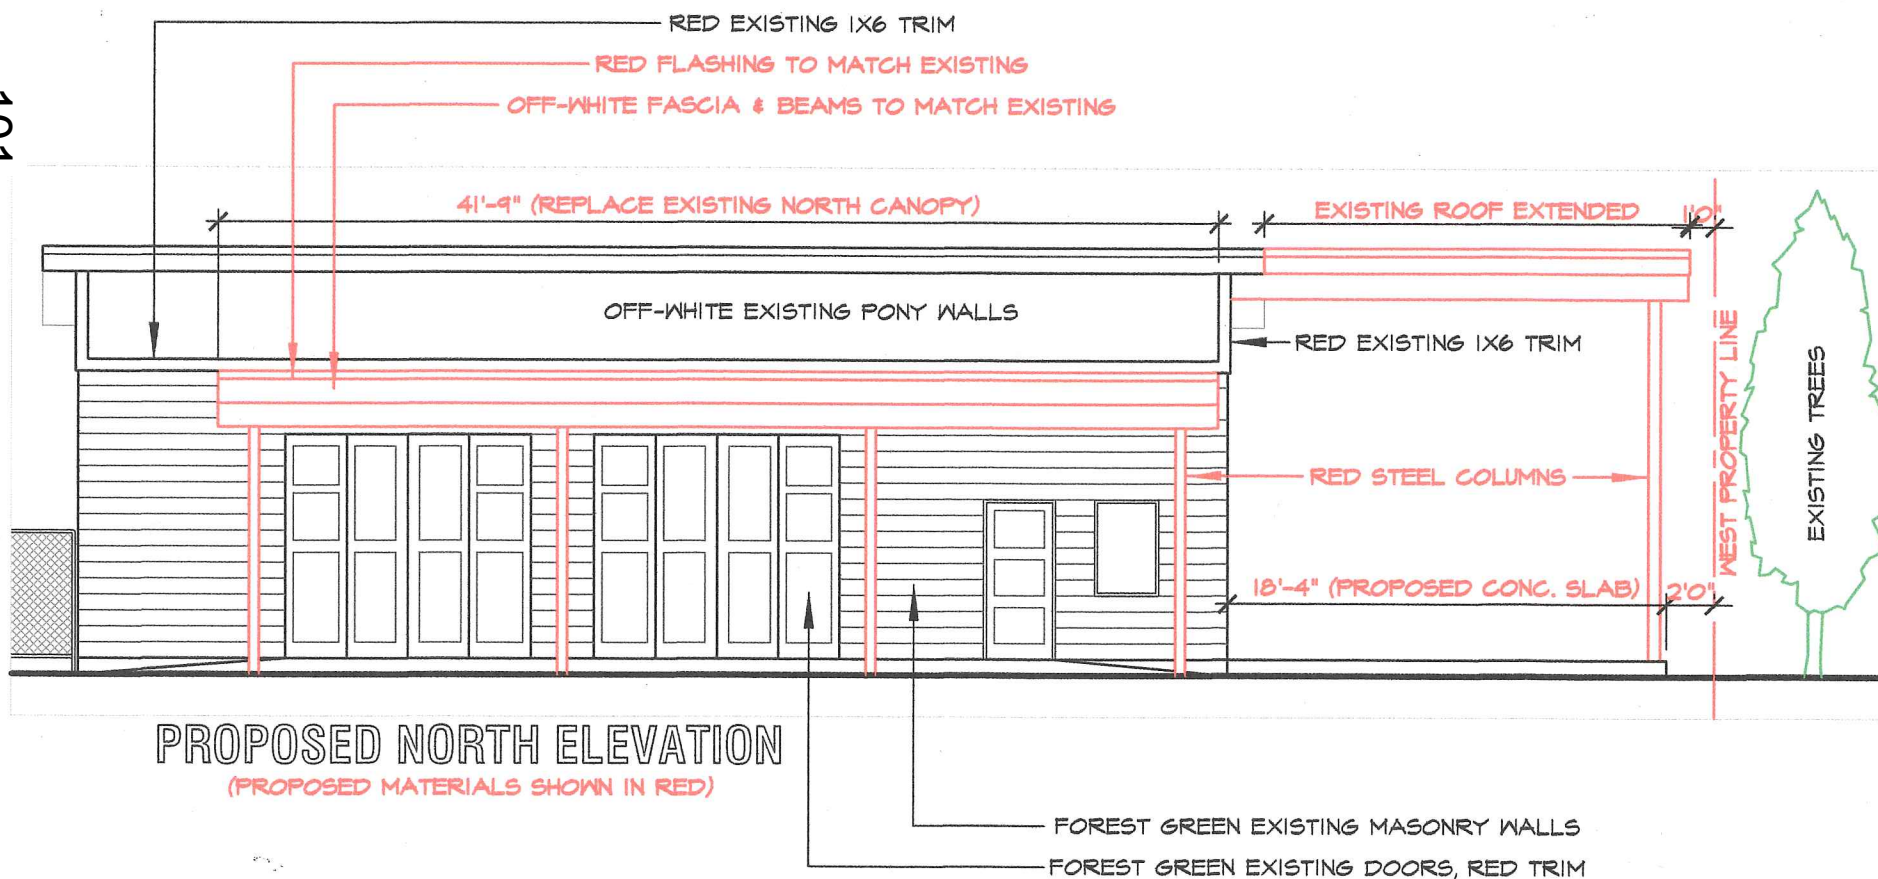 RED EXISTING 1X6 TRIM
RED FLASHING TO MATCH EXISTING
OFF-WHITE FASCIA & BEAMS TO MATCH EXISTING
101
41'-9" (REPLACE EXISTING NORTH CANOPY)
EXISTING ROOF EXTENDED
1'0"
OFF-WHITE EXISTING PONY WALLS
RED EXISTING 1X6 TRIM
WEST PROPERTY LINE
EXISTING TREES
RED STEEL COLUMNS
18'-4" (PROPOSED CONC. SLAB)
2'0"
PROPOSED NORTH ELEVATION
(PROPOSED MATERIALS SHOWN IN RED)
FOREST GREEN EXISTING MASONRY WALLS
FOREST GREEN EXISTING DOORS, RED TRIM